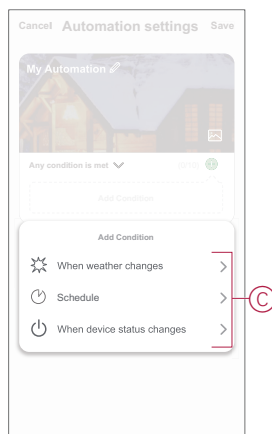 Cancel Automation settings Save
My Automation
Any condition is met
Add Condition
Add Condition
When weather changes
Schedule
When device status changes
C